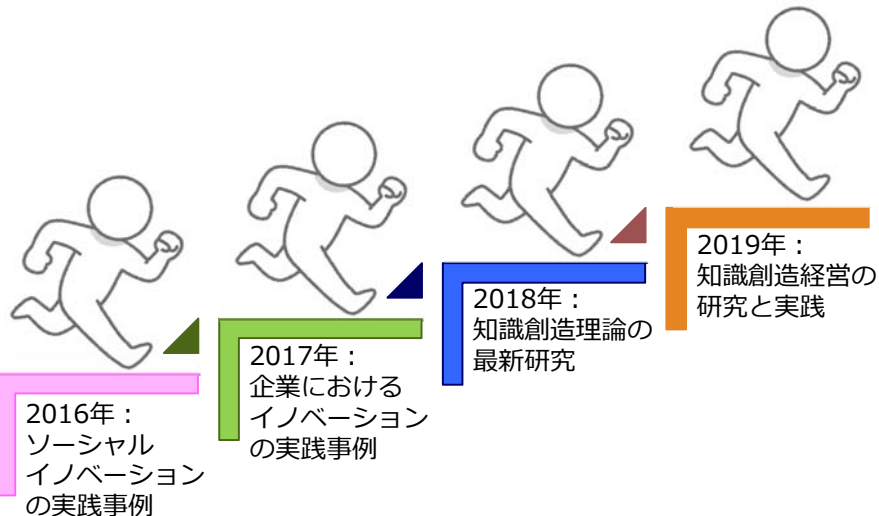 2016年：
ソーシャル
イノベーション
の実践事例
2017年：
企業における
イノベーション
の実践事例
2018年：
知識創造理論の
最新研究
2019年：
知識創造経営の
研究と実践